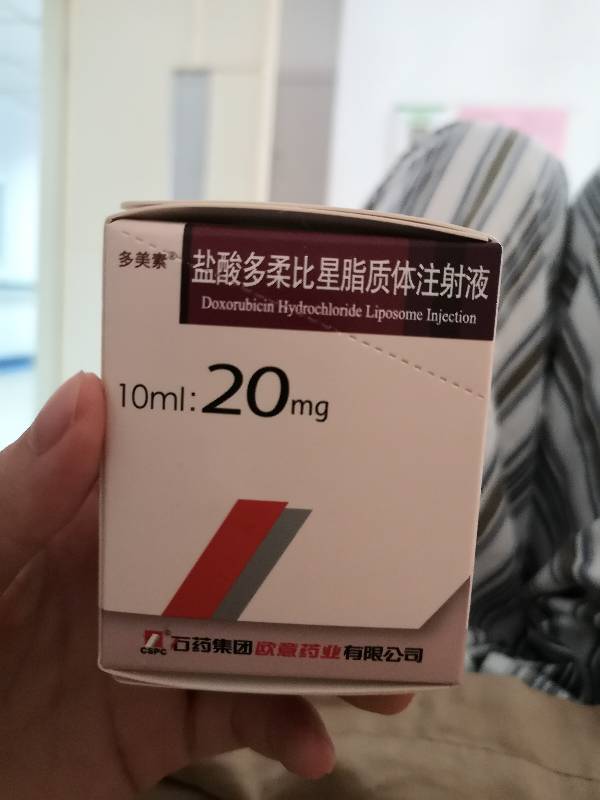 多美素®
盐酸多柔比星脂质体注射液
Doxorubicin Hydrochloride Liposome Injection
10ml:20mg
CSPC
石药集团欧意药业有限公司